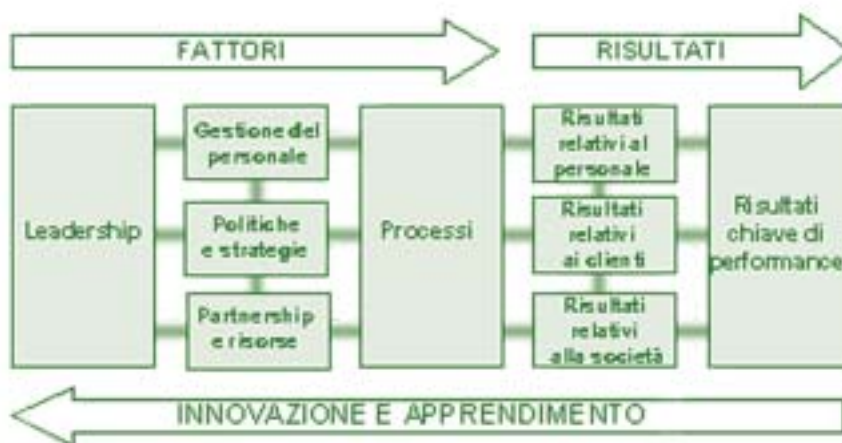 FATTORI
RISULTATI
Leadership
Gestione del
personale
Politiche
e strategie
Partnership
e risorse
Processi
Risultati
relativi al
personale
Risultati
relativi
ai clienti
Risultati
relativi
alla società
Risultati
chiave di
performance
INNOVAZIONE E APPRENDIMENTO